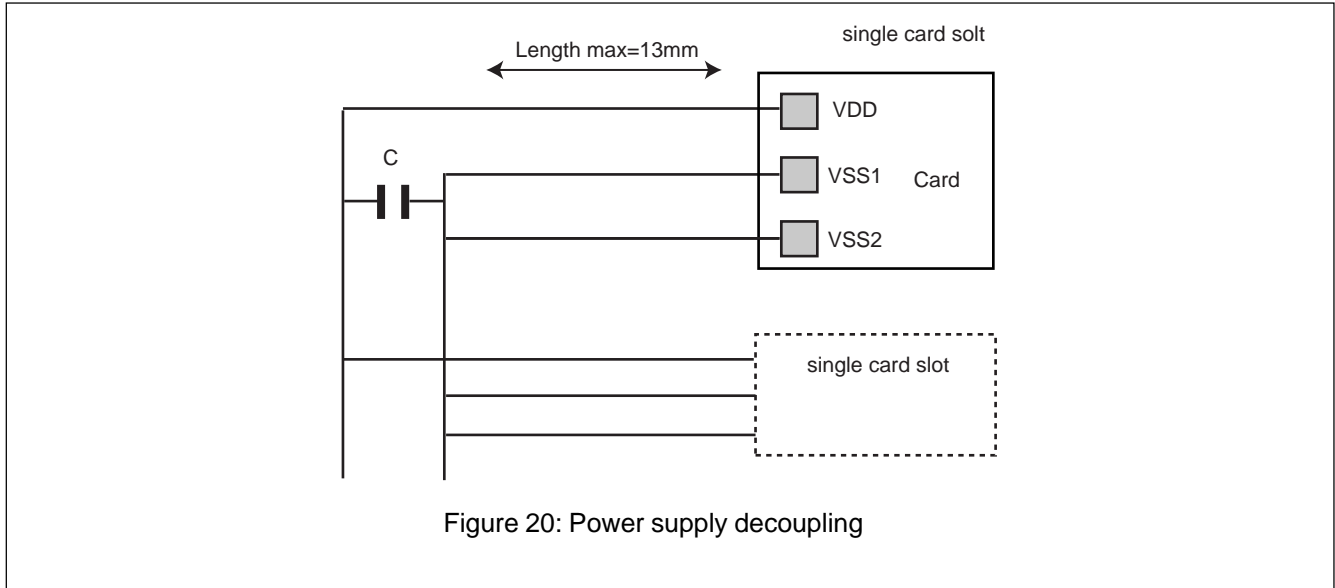 single card solt
Length max=13mm
VDD
C
VSS1
Card
VSS2
single card slot
Figure 20: Power supply decoupling